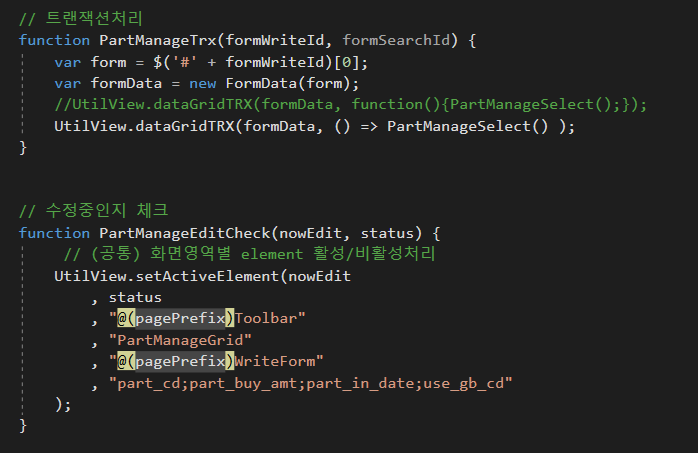 // 트랜잭션처리
function PartManageTrx(formWriteId, formSearchId) {
var form = $('#' + formWriteId)[0];
var formData = new FormData(form);
//UtilView.dataGridTRX(formData, function(){PartManageSelect();});
UtilView.dataGridTRX(formData, () => PartManageSelect() );
}
// 수정중인지 체크
function PartManageEditCheck(nowEdit, status) {
// (공통) 화면영역별 element 활성/비활성처리
UtilView.setActiveElement(nowEdit
, status
, "@(pagePrefix)Toolbar"
, "PartManageGrid"
, "@(pagePrefix)WriteForm"
, "part_cd;part_buy_amt;part_in_date;use_gb_cd"
);
}